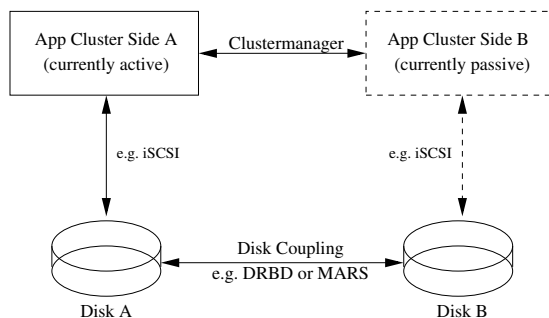 App Cluster Side A
(currently active)
Clustermanager
App Cluster Side B
(currently passive)
e.g. iSCSI
e.g. iSCSI
Disk Coupling
e.g. DRBD or MARS
Disk A
Disk B